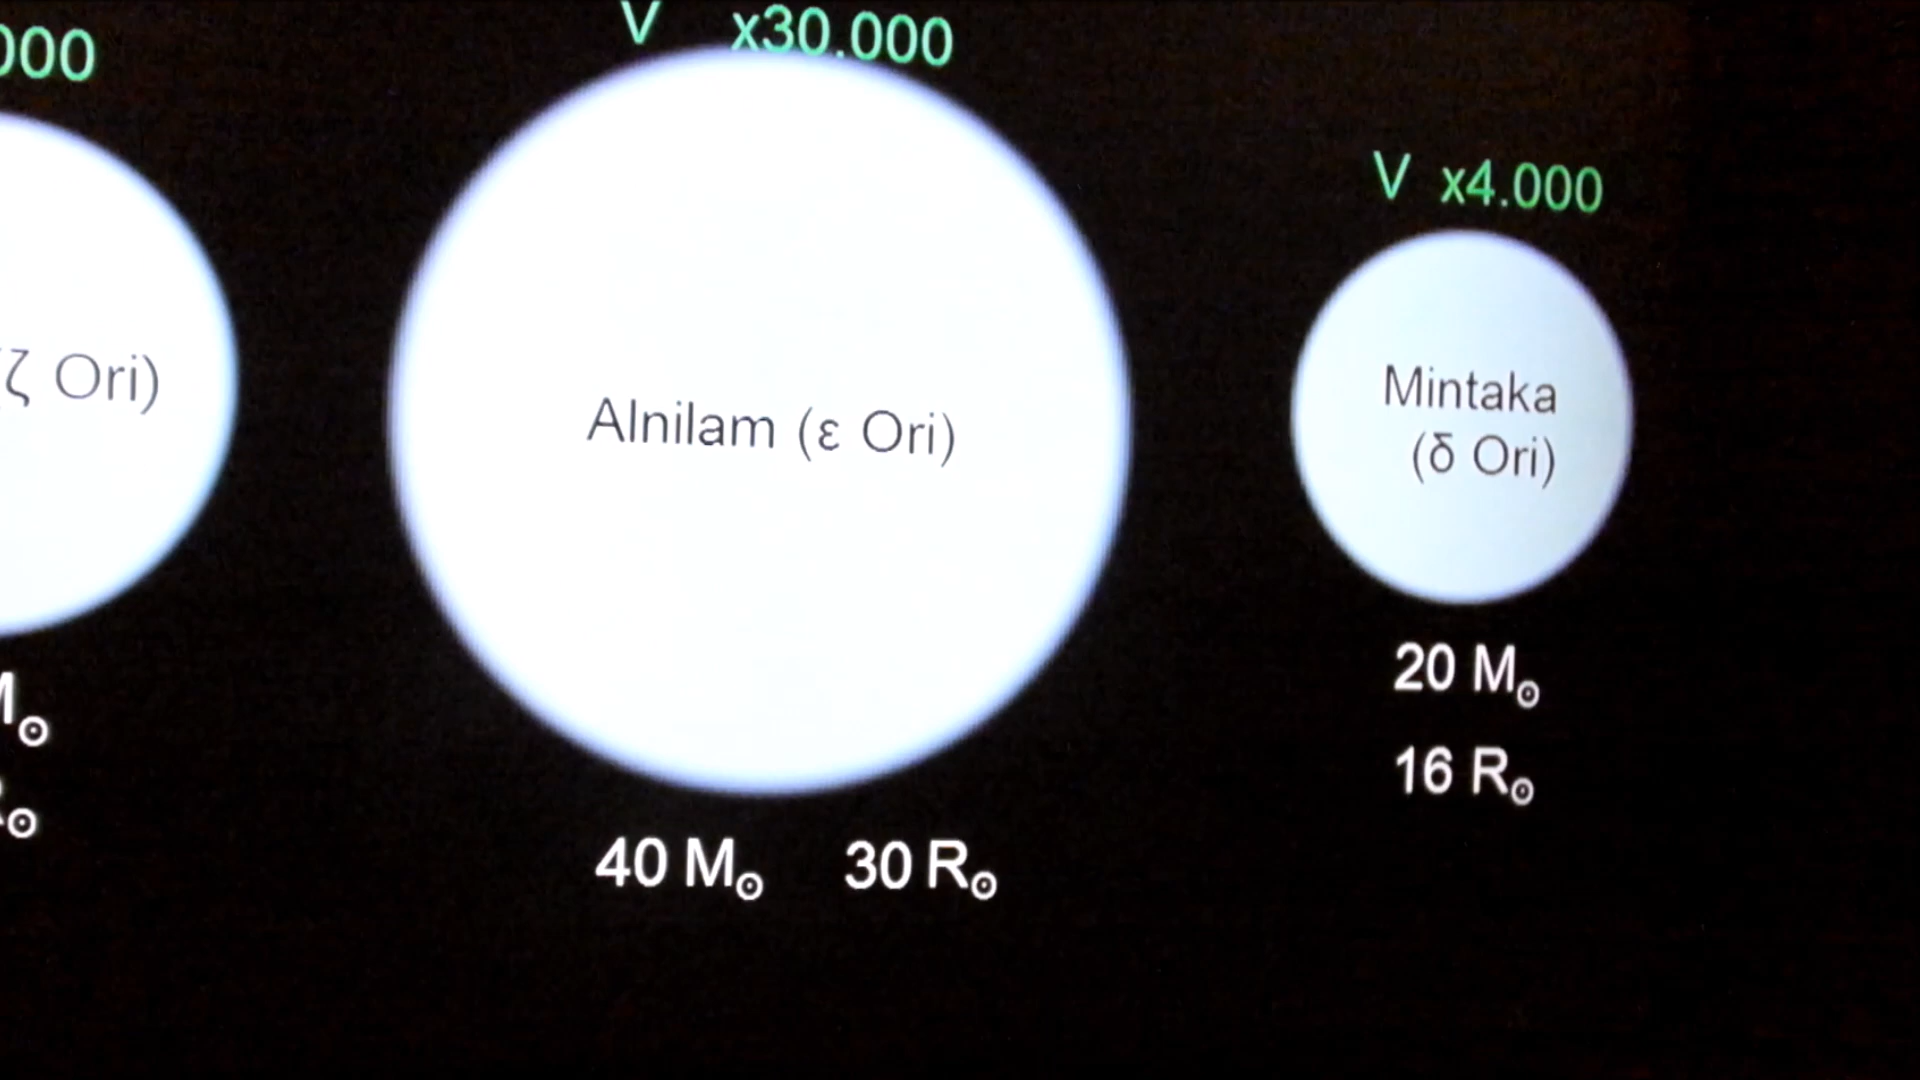 000
V x30.000
V x4.000
(ζ Ori)
Alnilam (ε Ori)
Mintaka
(δ Ori)
M⊙
R⊙
40 M⊙ 30 R⊙
20 M⊙
16 R⊙